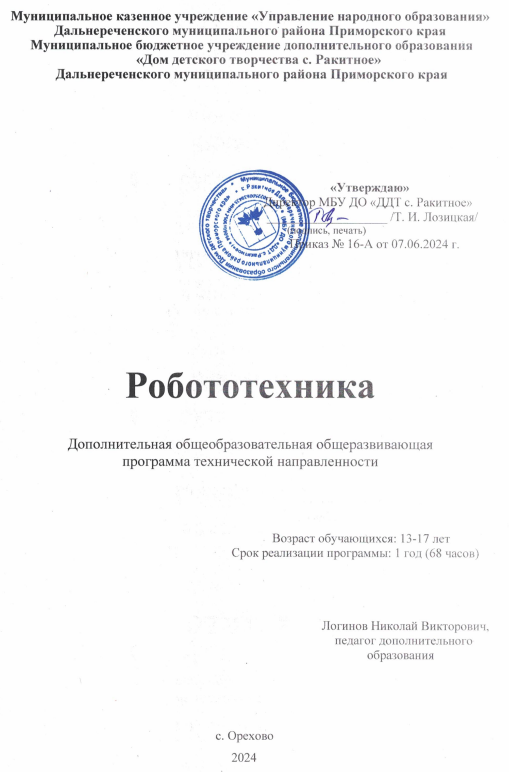 Муниципальное казенное учреждение «Управление народного образования»
Дальнереченского муниципального района Приморского края
Муниципальное бюджетное учреждение дополнительного образования
«Дом детского творчества с. Ракитное»
Дальнереченского муниципального района Приморского края
«Утверждаю»
Директор МБУ ДО «ДДТ с. Ракитное»
/Т. И. Лозицкая/
(подпись, печать)
Приказ № 16-А от 07.06.2024 г.
Робототехника
Дополнительная общеобразовательная общеразвивающая
программа технической направленности
Возраст обучающихся: 13-17 лет
Срок реализации программы: 1 год (68 часов)
Логинов Николай Викторович,
педагог дополнительного
образования
с. Орехово
2024